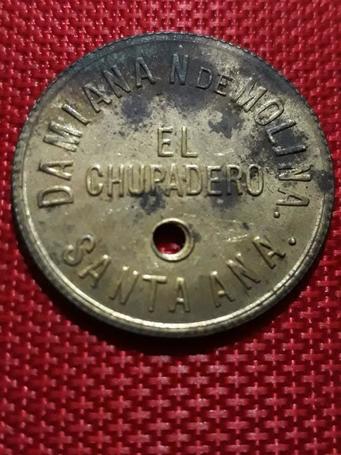 DAMIANA N DE MOLINA.
EL
CHUPADERO
SANTA ANA.